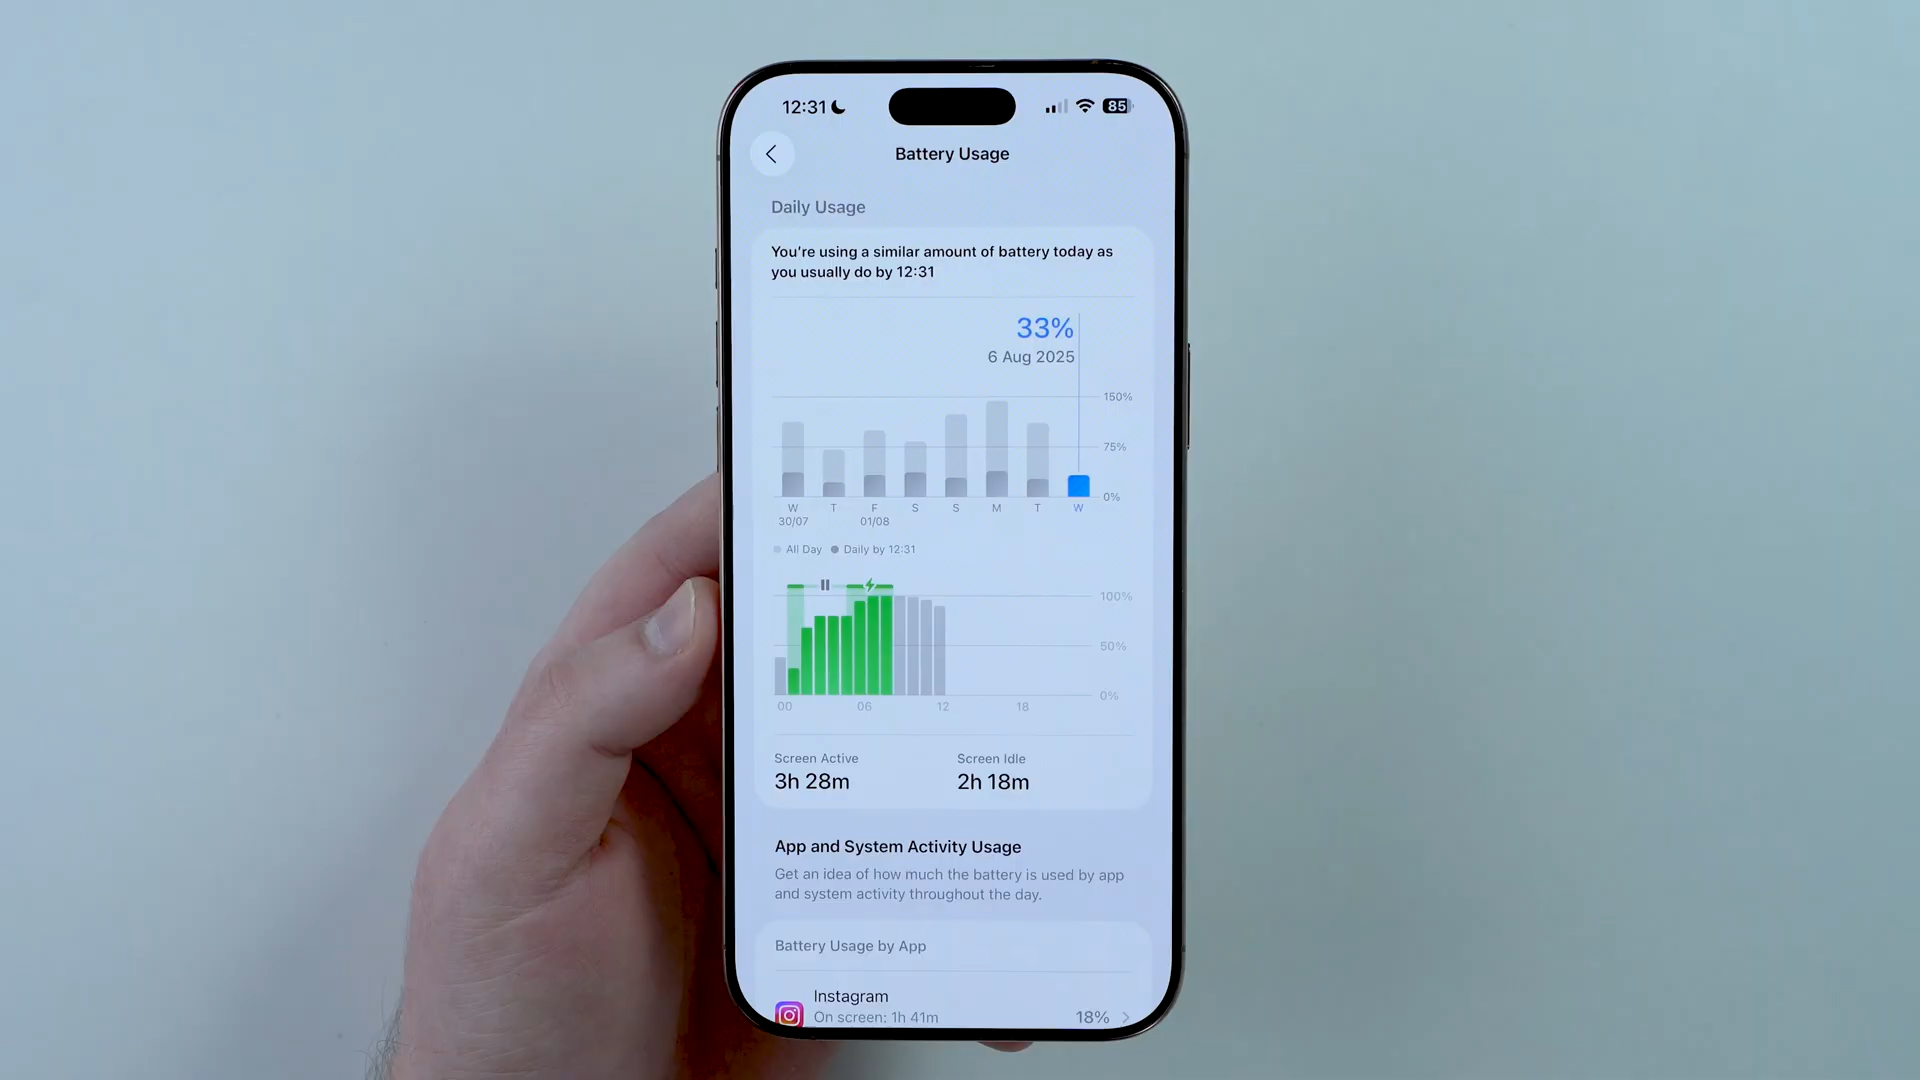 12:31
85
Battery Usage
Daily Usage
You're using a similar amount of battery today as
you usually do by 12:31
33%
6 Aug 2025
150%
75%
0%
W T F S S M T W
30/07 01/08
All Day Daily by 12:31
100%
50%
0%
00 06 12 18
Screen Active Screen Idle
3h 28m 2h 18m
App and System Activity Usage
Get an idea of how much the battery is used by app
and system activity throughout the day.
Battery Usage by App
Instagram
On screen: 1h 41m 18%